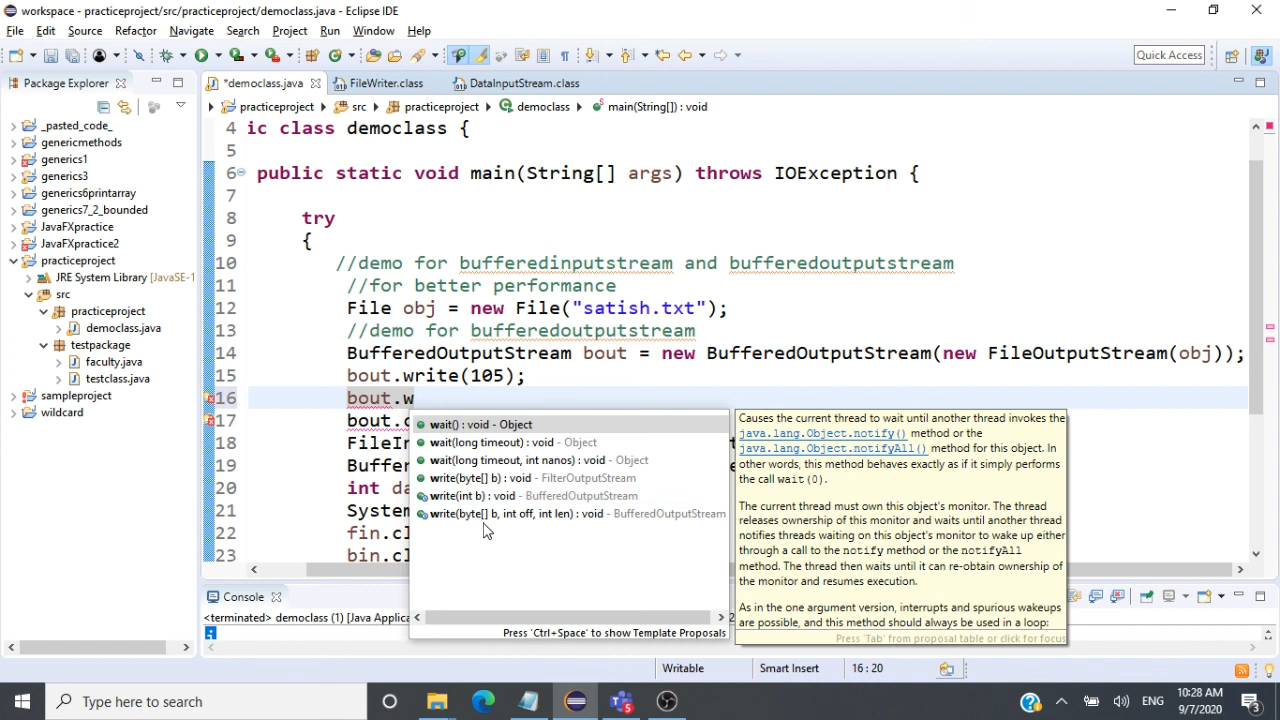 workspace - practiceproject/src/practiceproject/democlass.java - Eclipse IDE
File Edit Source Refactor Navigate Search Project Run Window Help
Quick Access
Package Explorer
*democlass.java FileWriter.class DataInputStream.class
practiceproject src practiceproject democlass main(String[]) : void
_pasted_code_
genericmethods
generics1
generics3
generics6printarray
generics7_2_bounded
JavaFXpractice
JavaFXpractice2
practiceproject
JRE System Library [JavaSE-1
src
practiceproject
democlass.java
testpackage
faculty.java
testclass.java
sampleproject
wildcard
4 ic class democlass {
5
6 public static void main(String[] args) throws IOException {
7
8 try
9 {
10 //demo for bufferedinputstream and bufferedoutputstream
11 //for better performance
12 File obj = new File("satish.txt");
13 //demo for bufferedoutputstream
14 BufferedOutputStream bout = new BufferedOutputStream(new FileOutputStream(obj));
15 bout.write(105);
16 bout.w
17 bout.c
18 FileIn
19 Buffe
20 int da
21 System
22 fin.cl
23 bin.cl
wait() : void - Object
wait(long timeout) : void - Object
wait(long timeout, int nanos) : void - Object
write(byte[] b) : void - FilterOutputStream
write(int b) : void - BufferedOutputStream
write(byte[] b, int off, int len) : void - BufferedOutputStream
Press 'Ctrl+Space' to show Template Proposals
Causes the current thread to wait until another thread invokes the
java.lang.Object.notify() method or the
java.lang.Object.notifyAll() method for this object. In
other words, this method behaves exactly as if it simply performs
the call wait(0).
The current thread must own this object's monitor. The thread
releases ownership of this monitor and waits until another thread
notifies threads waiting on this object's monitor to wake up either
through a call to the notify method or the notifyAll
method. The thread then waits until it can re-obtain ownership of
the monitor and resumes execution.
As in the one argument version, interrupts and spurious wakeups
are possible, and this method should always be used in a loop:
Press 'Tab' from proposal table or click for focus
Console
<terminated> democlass (1) [Java Applica
i
Writable Smart Insert 16 : 20
Type here to search
ENG
10:28 AM
9/7/2020
3